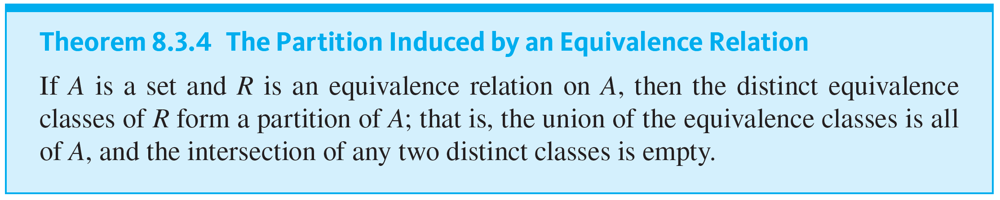 Theorem 8.3.4 The Partition Induced by an Equivalence Relation
If A is a set and R is an equivalence relation on A, then the distinct equivalence
classes of R form a partition of A; that is, the union of the equivalence classes is all
of A, and the intersection of any two distinct classes is empty.